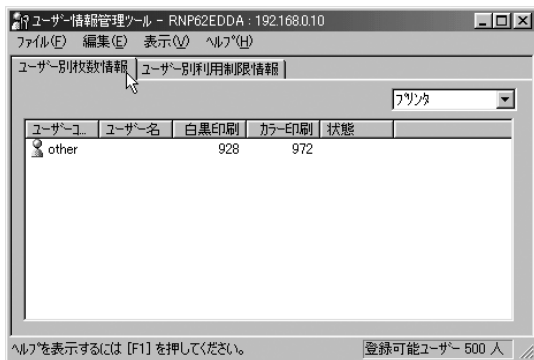 ユーザー情報管理ツール - RNP62EDDA : 192.168.0.10
ファイル(F) 編集(E) 表示(V) ヘルプ(H)
ユーザー別枚数情報 ユーザー別利用制限情報
プリンタ
ユーザーコ... ユーザー名 白黒印刷 カラー印刷 状態
other 928 972
ヘルプを表示するには [F1] を押してください。 登録可能ユーザー 500 人